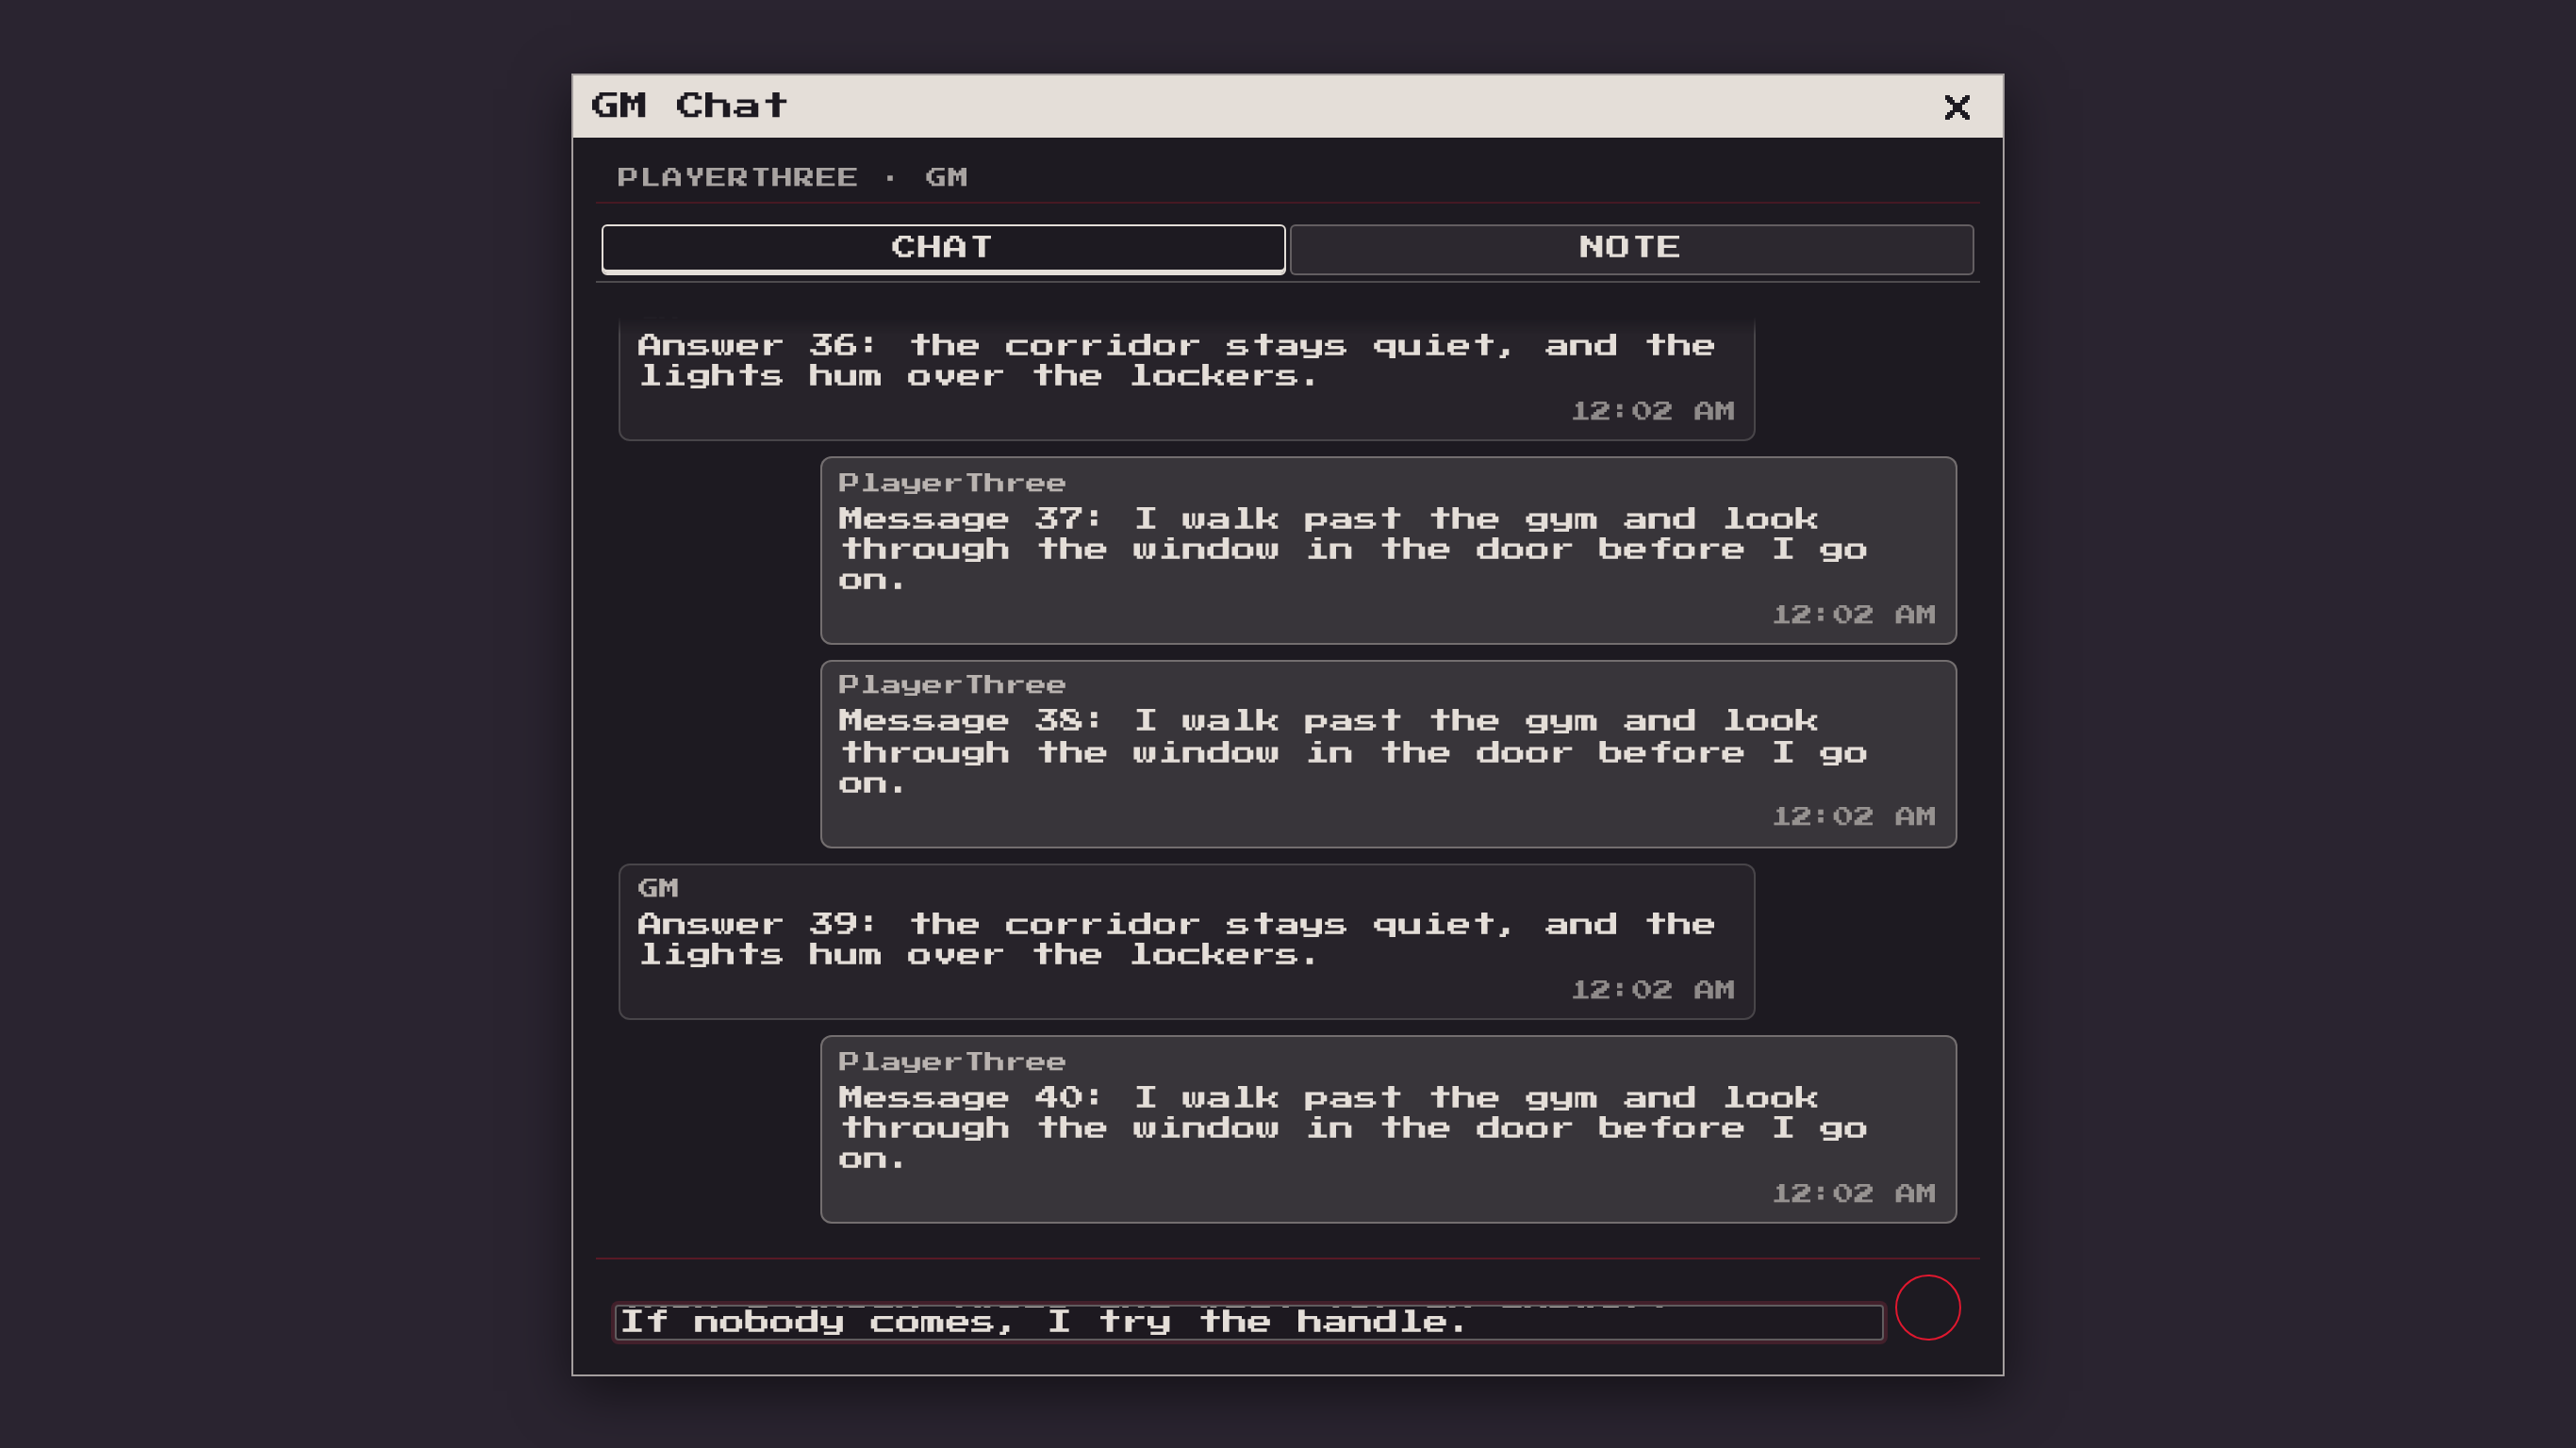 GM Chat X
PLAYERTHREE · GM
CHAT NOTE
Answer 36: the corridor stays quiet, and the
lights hum over the lockers.
12:02 AM
PlayerThree
Message 37: I walk past the gym and look
through the window in the door before I go
on.
12:02 AM
PlayerThree
Message 38: I walk past the gym and look
through the window in the door before I go
on.
12:02 AM
GM
Answer 39: the corridor stays quiet, and the
lights hum over the lockers.
12:02 AM
PlayerThree
Message 40: I walk past the gym and look
through the window in the door before I go
on.
12:02 AM
If nobody comes, I try the handle.